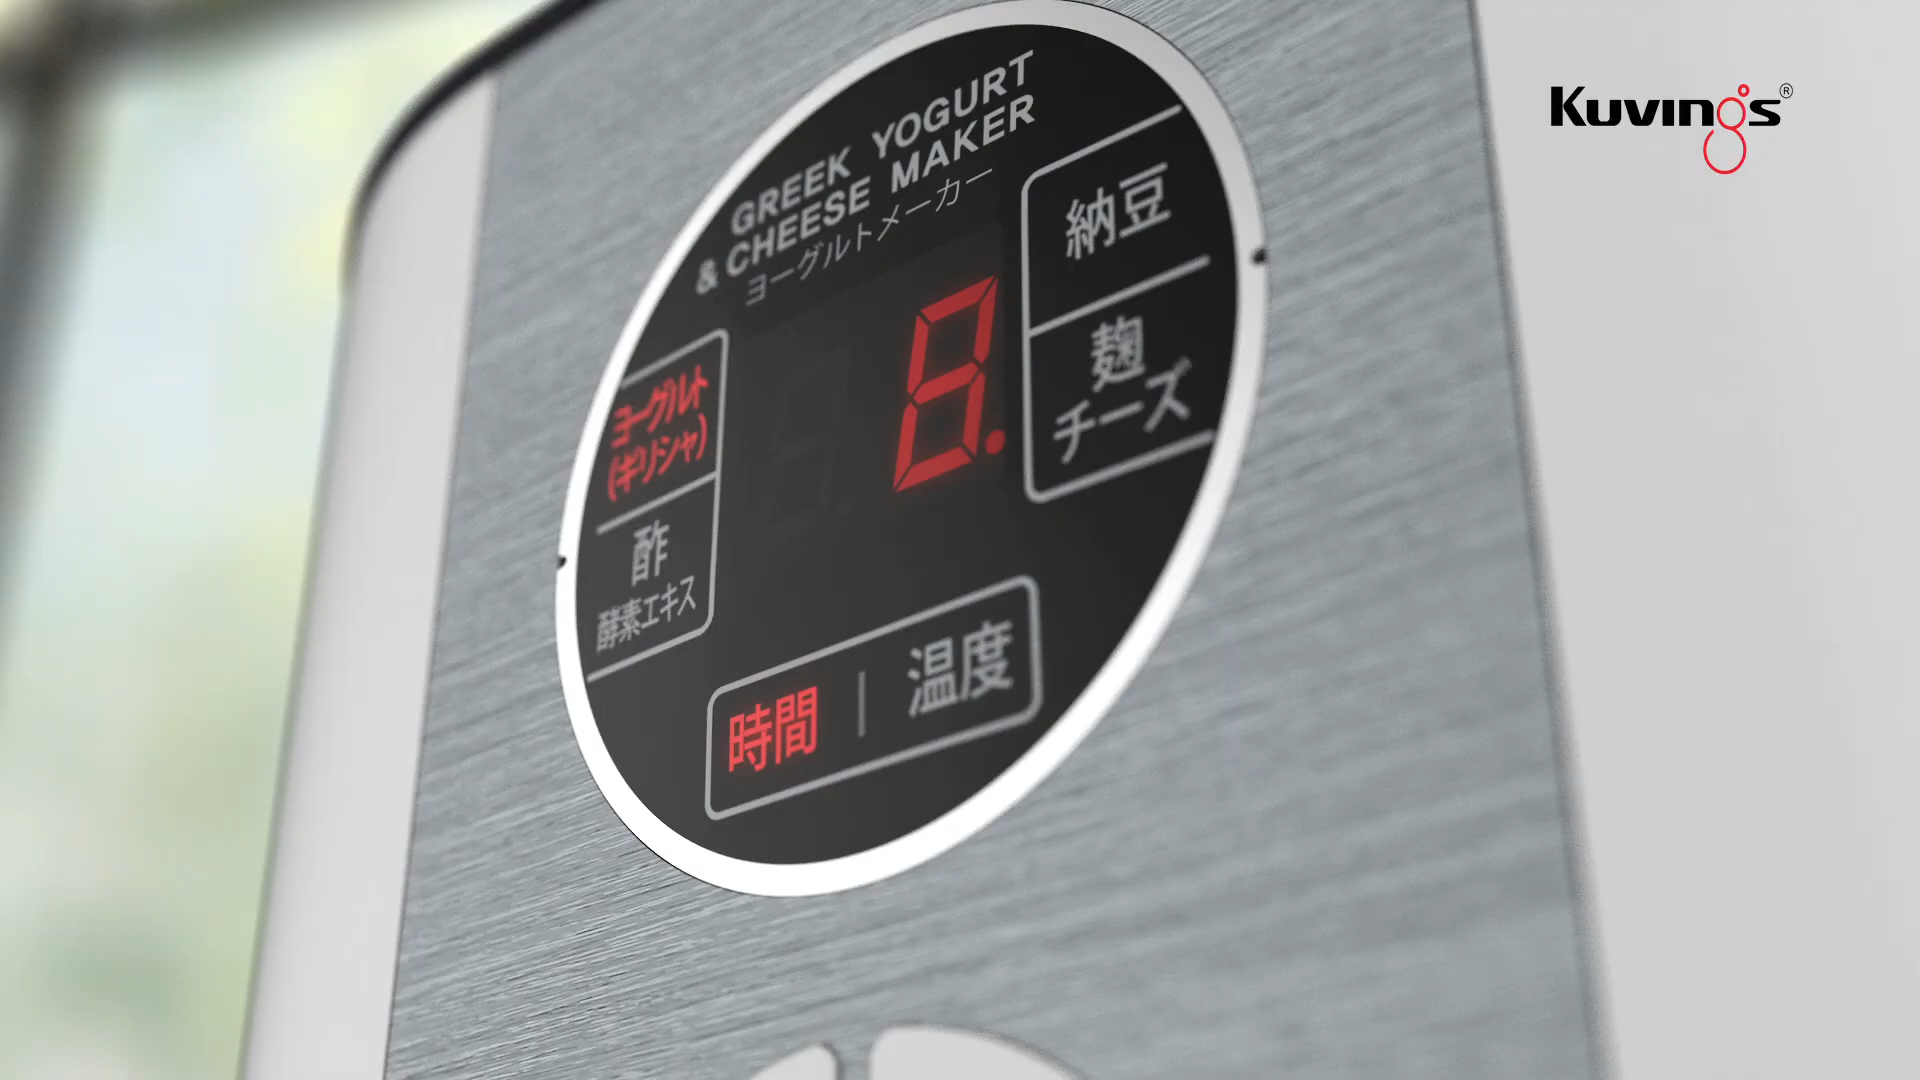 Kuvings®
GREEK YOGURT
& CHEESE MAKER
ヨーグルトメーカー
8.
ヨーグルト
(ギリシャ)
酢
酵素エキス
納豆
麹
チーズ
時間 | 温度